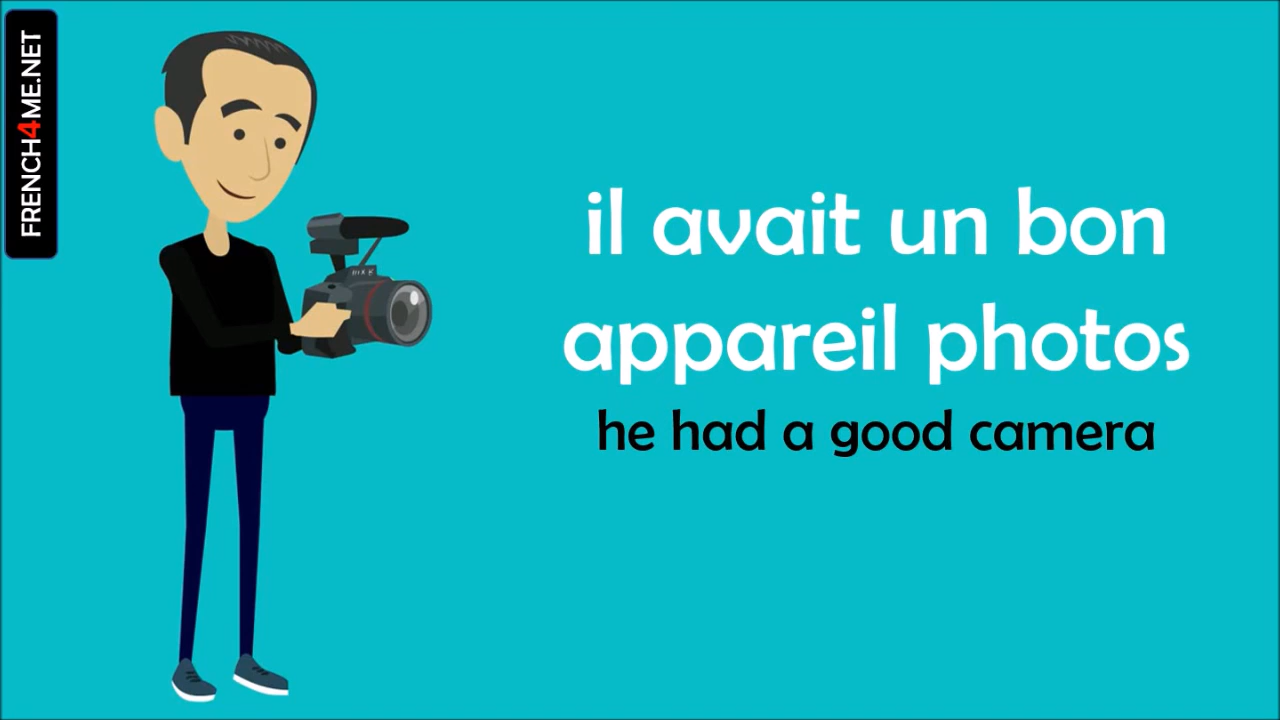 FRENCH4ME.NET
il avait un bon
appareil photos
he had a good camera